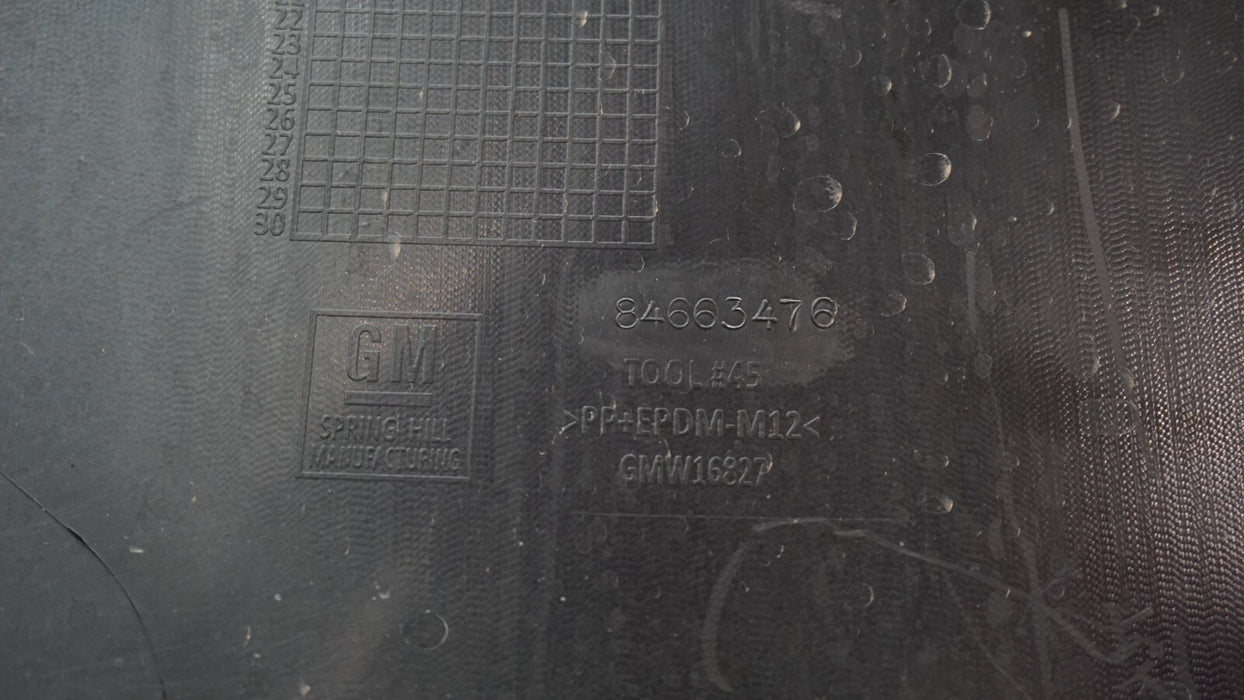 22
23
24
25
26
27
28
29
30
84663476
TOOL #45
>PP+EPDM-M12<
GMW16827
GM
SPRING HILL
MANUFACTURING